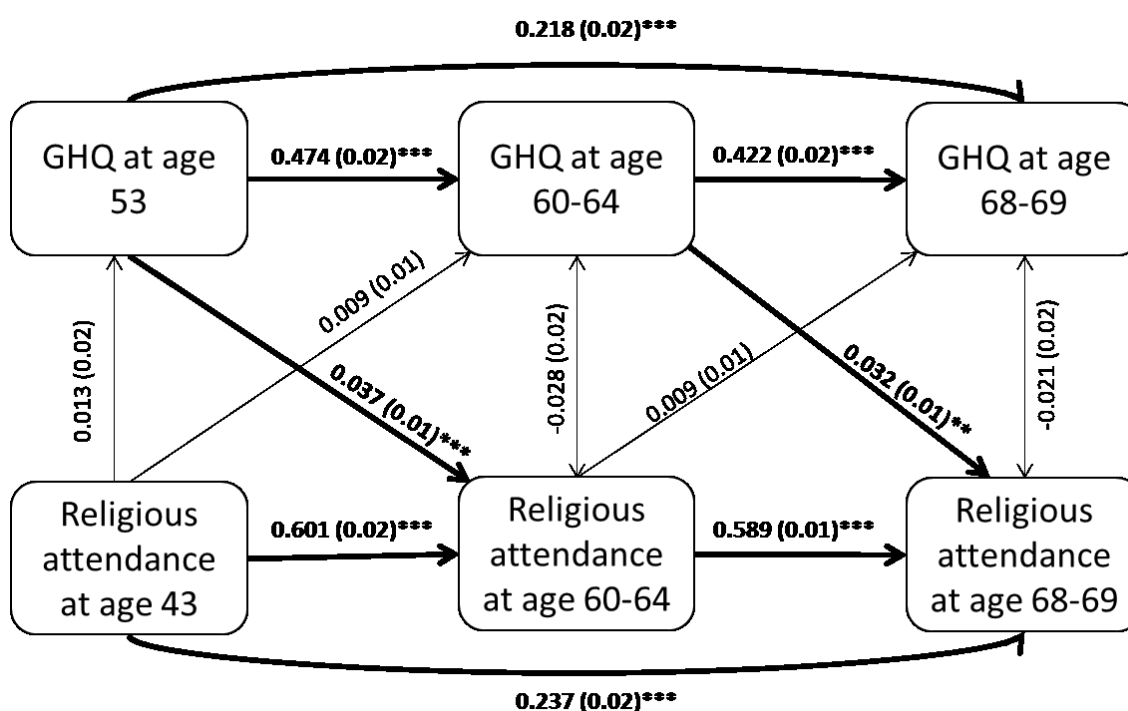 0.218 (0.02)***
GHQ at age
53
0.474 (0.02)***
GHQ at age
60-64
0.422 (0.02)***
GHQ at age
68-69
0.013 (0.02)
0.009 (0.01)
0.037 (0.01)***
-0.028 (0.02)
0.009 (0.01)
0.032 (0.01)**
-0.021 (0.02)
Religious
attendance
at age 43
0.601 (0.02)***
Religious
attendance
at age 60-64
0.589 (0.01)***
Religious
attendance
at age 68-69
0.237 (0.02)***